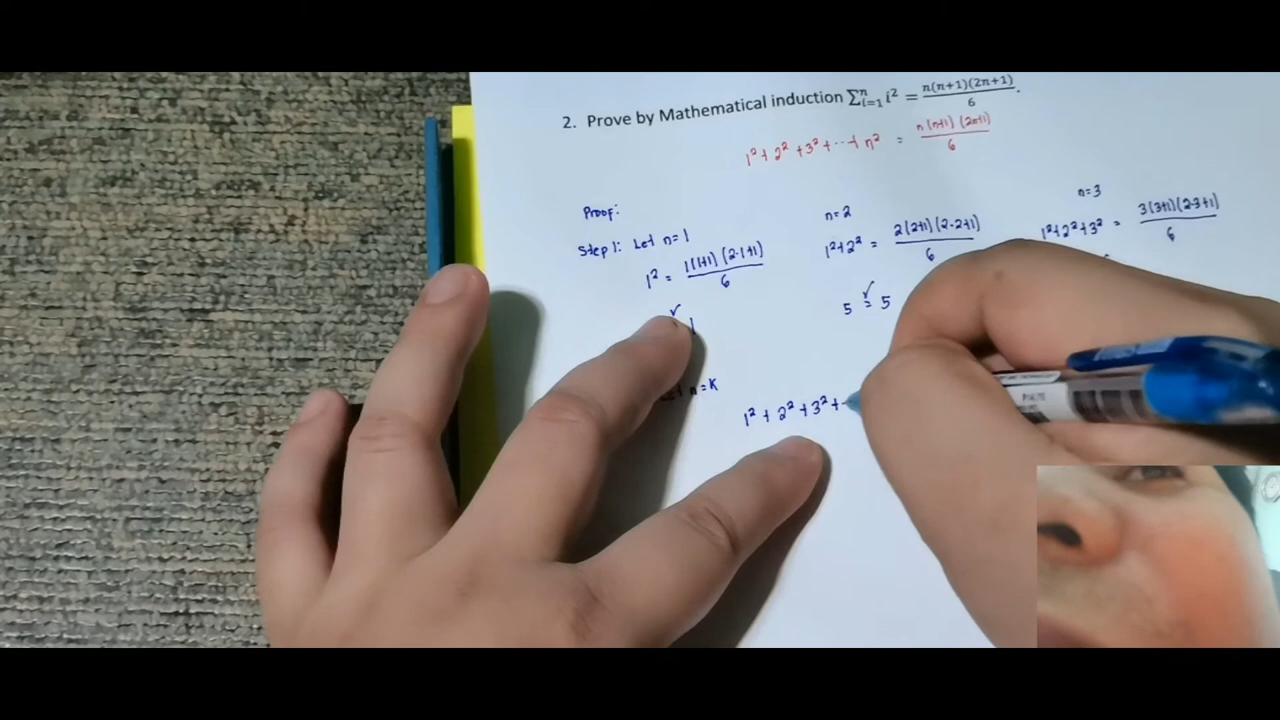 2. Prove by Mathematical induction ∑ⁿᵢ₌₁ i² = n(n+1)(2n+1)/6.
1² + 2² + 3² + ··· + n² = n(n+1)(2n+1)/6
Proof:
Step 1: Let n=1
1² = 1(1+1)(2·1+1)/6
1
n=2
1²+2² = 2(2+1)(2·2+1)/6
5 = 5 ✓
n=3
1²+2²+3² = 3(3+1)(2·3+1)/6
n=k
1² + 2² + 3² +